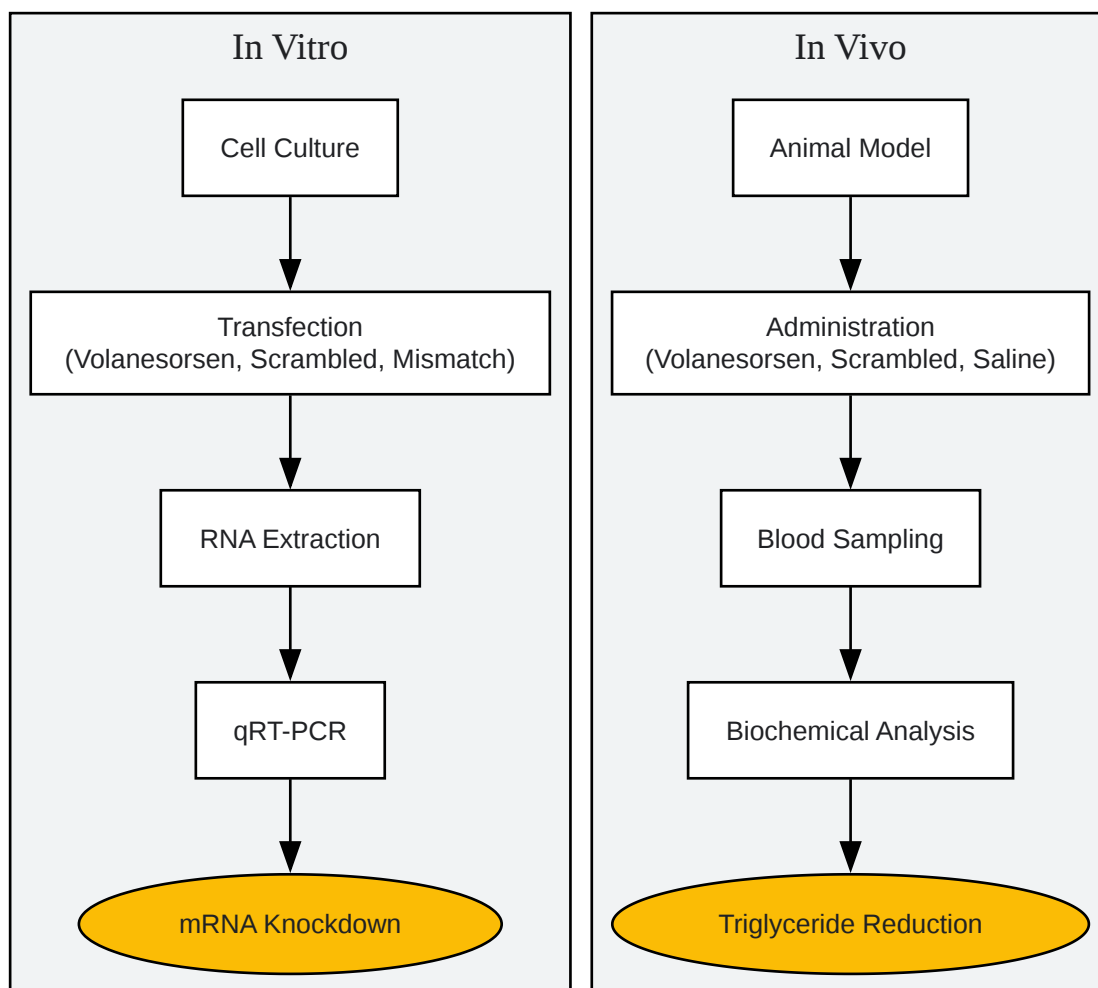 In Vitro
Cell Culture
Transfection
(Volanesorsen, Scrambled, Mismatch)
RNA Extraction
qRT-PCR
mRNA Knockdown
In Vivo
Animal Model
Administration
(Volanesorsen, Scrambled, Saline)
Blood Sampling
Biochemical Analysis
Triglyceride Reduction